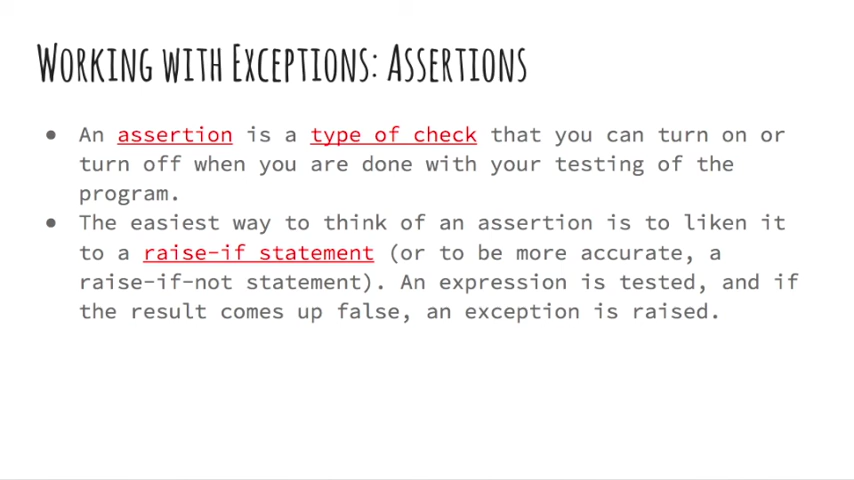 Working with Exceptions: Assertions
● An assertion is a type of check that you can turn on or
turn off when you are done with your testing of the
program.
● The easiest way to think of an assertion is to liken it
to a raise-if statement (or to be more accurate, a
raise-if-not statement). An expression is tested, and if
the result comes up false, an exception is raised.